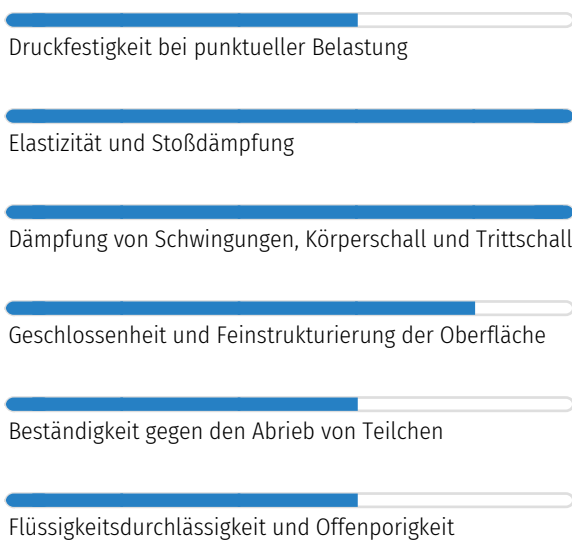 Druckfestigkeit bei punktueller Belastung
Elastizität und Stoßdämpfung
Dämpfung von Schwingungen, Körperschall und Trittschall
Geschlossenheit und Feinstrukturierung der Oberfläche
Beständigkeit gegen den Abrieb von Teilchen
Flüssigkeitsdurchlässigkeit und Offenporigkeit